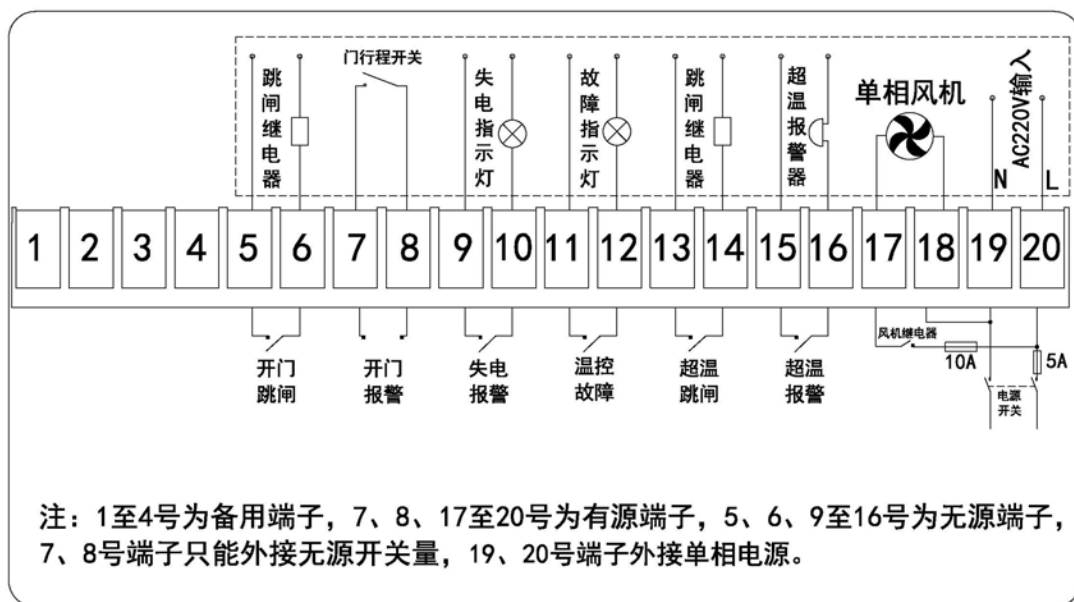 跳闸继电器
门行程开关
失电指示灯
故障指示灯
跳闸继电器
超温报警器
单相风机
AC220V输入
N
L
1 2 3 4 5 6 7 8 9 10 11 12 13 14 15 16 17 18 19 20
开门
跳闸
开门
报警
失电
报警
温控
故障
超温
跳闸
超温
报警
风机继电器
10A
5A
电源
开关
注：1至4号为备用端子，7、8、17至20号为有源端子，5、6、9至16号为无源端子，
7、8号端子只能外接无源开关量，19、20号端子外接单相电源。